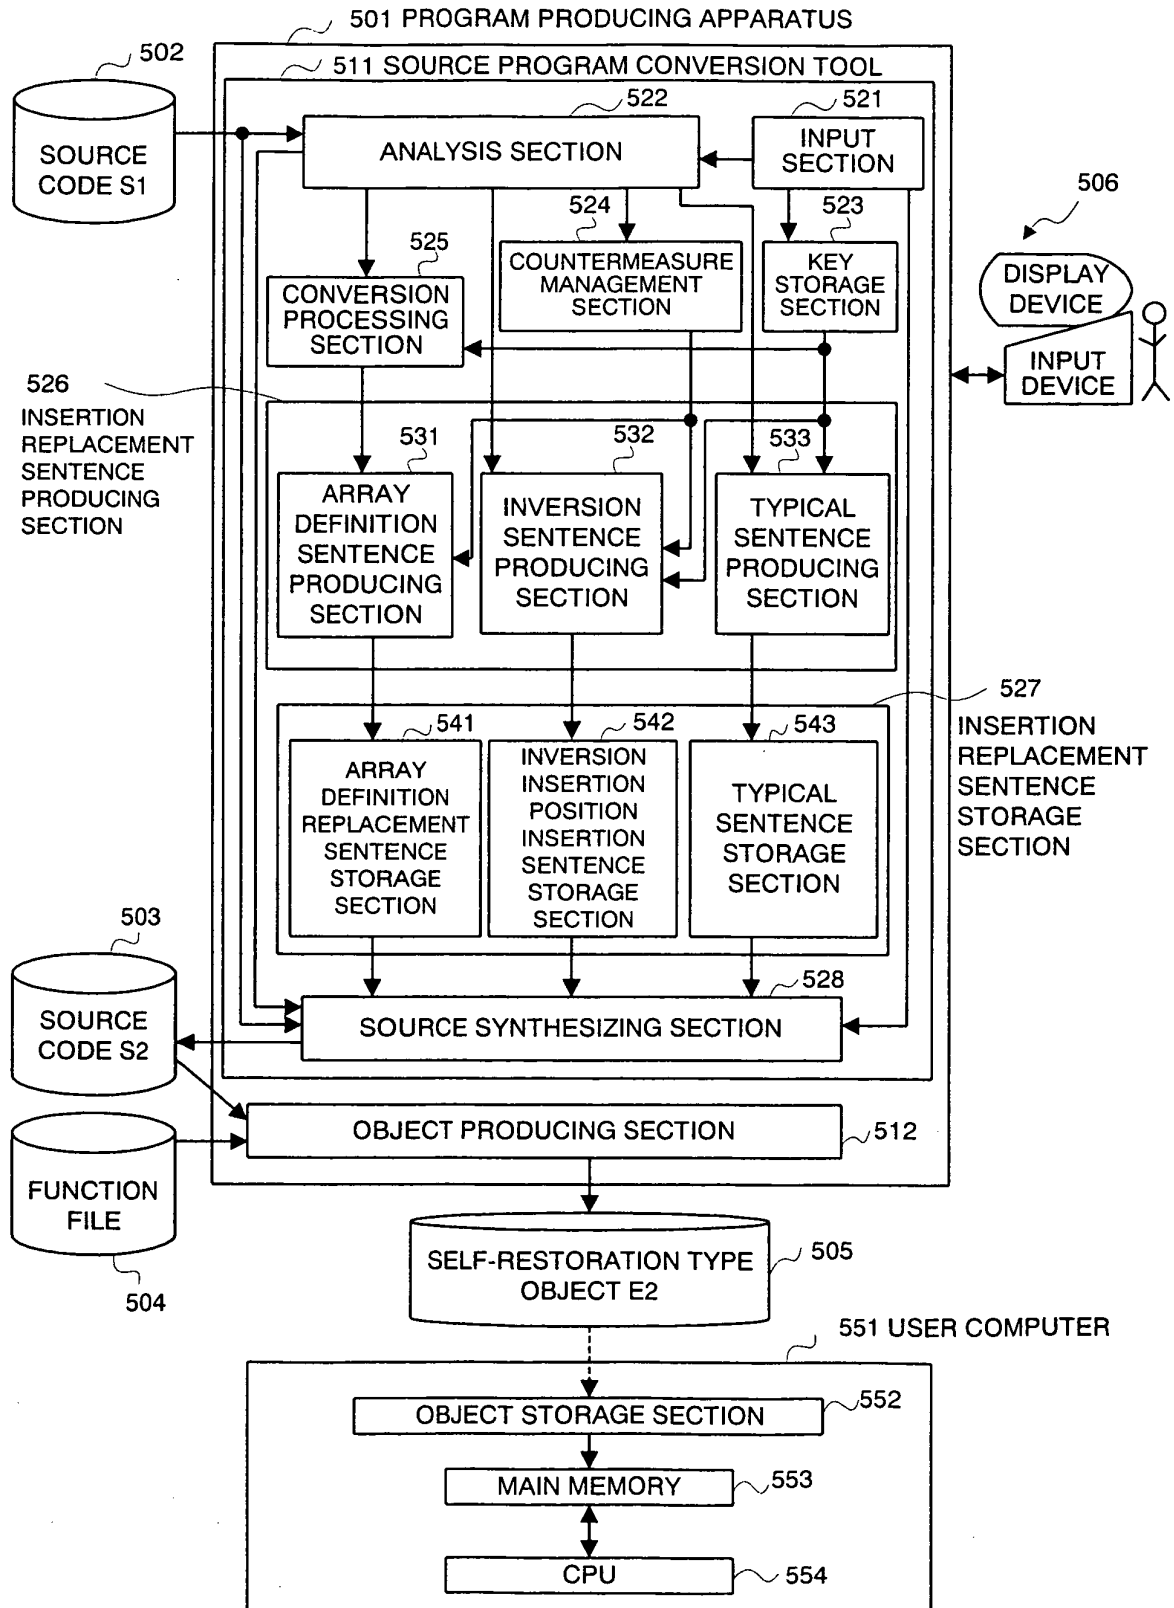 501 PROGRAM PRODUCING APPARATUS
502
511 SOURCE PROGRAM CONVERSION TOOL
522
521
SOURCE
CODE S1
ANALYSIS SECTION
INPUT
SECTION
506
524
523
525
COUNTERMEASURE
MANAGEMENT
SECTION
KEY
STORAGE
SECTION
DISPLAY
DEVICE
CONVERSION
PROCESSING
SECTION
INPUT
DEVICE
526
INSERTION
REPLACEMENT
SENTENCE
PRODUCING
SECTION
531
532
533
ARRAY
DEFINITION
SENTENCE
PRODUCING
SECTION
INVERSION
SENTENCE
PRODUCING
SECTION
TYPICAL
SENTENCE
PRODUCING
SECTION
527
INSERTION
REPLACEMENT
SENTENCE
STORAGE
SECTION
541
542
543
ARRAY
DEFINITION
REPLACEMENT
SENTENCE
STORAGE
SECTION
INVERSION
INSERTION
POSITION
INSERTION
SENTENCE
STORAGE
SECTION
TYPICAL
SENTENCE
STORAGE
SECTION
503
528
SOURCE
CODE S2
SOURCE SYNTHESIZING SECTION
OBJECT PRODUCING SECTION
512
FUNCTION
FILE
504
SELF-RESTORATION TYPE
OBJECT E2
505
551 USER COMPUTER
OBJECT STORAGE SECTION
552
MAIN MEMORY
553
CPU
554